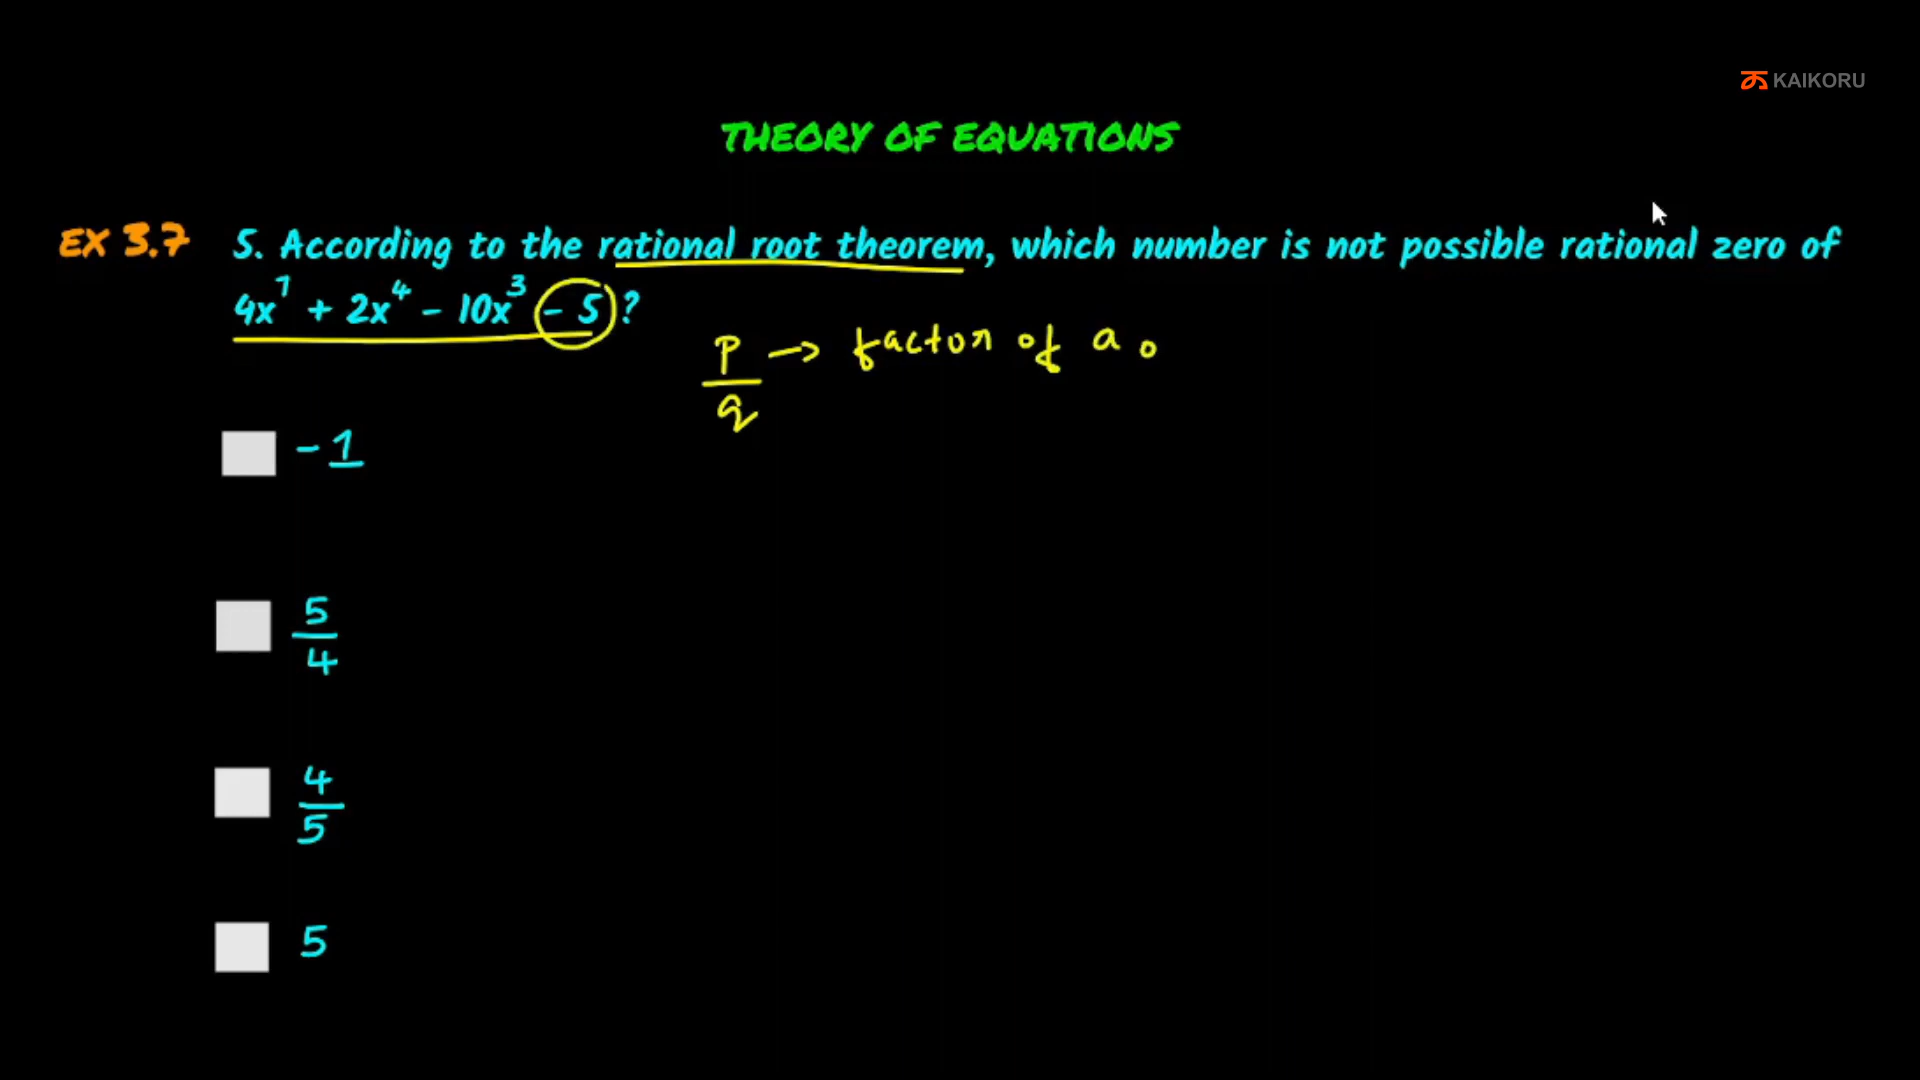 KAIKORU
THEORY OF EQUATIONS
EX 3.7 5. According to the rational root theorem, which number is not possible rational zero of
4x⁷ + 2x⁴ - 10x³ - 5 ?
p/q → factor of a₀
-1
5/4
4/5
5